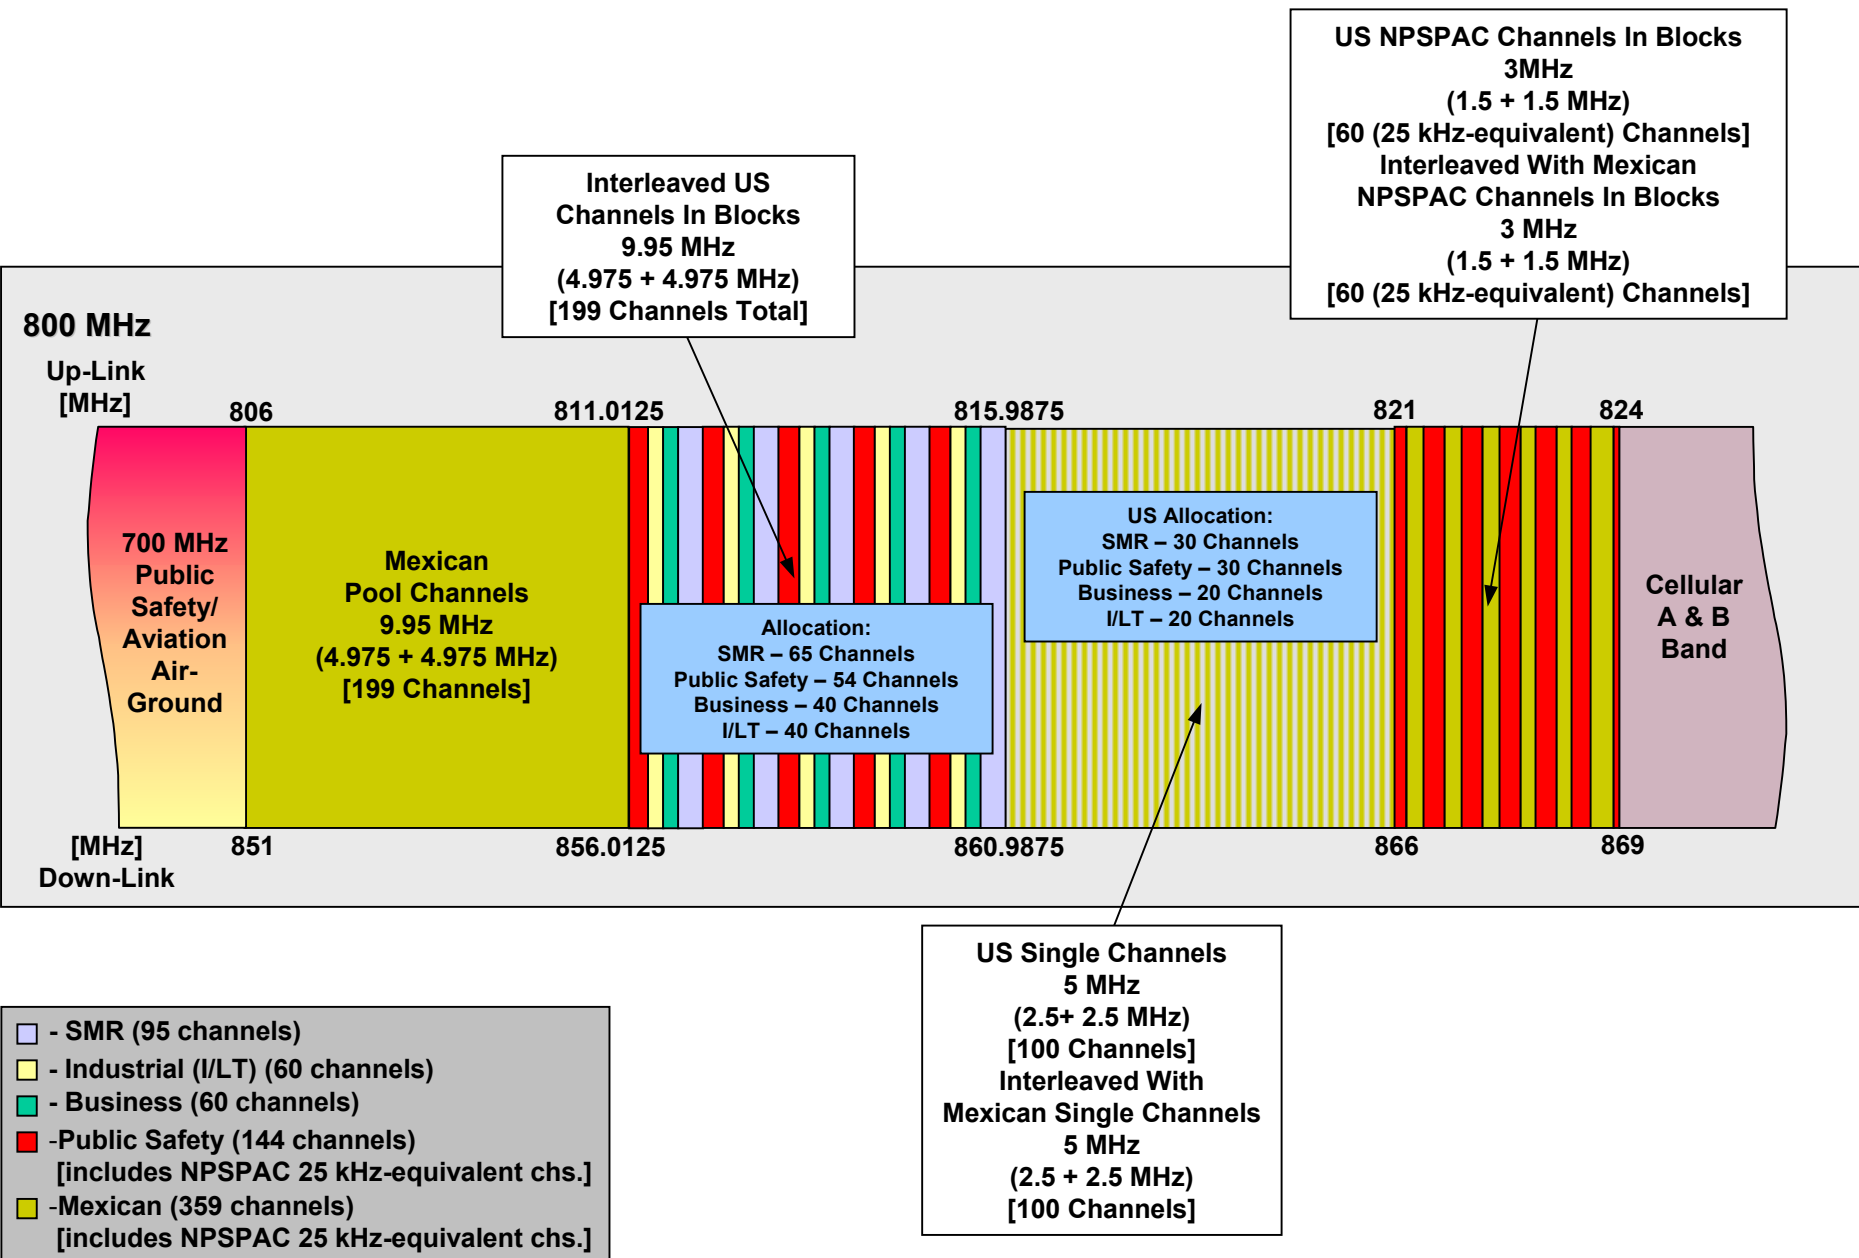 US NPSPAC Channels In Blocks
3MHz
(1.5 + 1.5 MHz)
[60 (25 kHz-equivalent) Channels]
Interleaved With Mexican
NPSPAC Channels In Blocks
3 MHz
(1.5 + 1.5 MHz)
[60 (25 kHz-equivalent) Channels]
Interleaved US
Channels In Blocks
9.95 MHz
(4.975 + 4.975 MHz)
[199 Channels Total]
800 MHz
Up-Link
[MHz]
806
811.0125
815.9875
821
824
700 MHz
Public
Safety/
Aviation
Air-
Ground
Mexican
Pool Channels
9.95 MHz
(4.975 + 4.975 MHz)
[199 Channels]
Allocation:
SMR – 65 Channels
Public Safety – 54 Channels
Business – 40 Channels
I/LT – 40 Channels
US Allocation:
SMR – 30 Channels
Public Safety – 30 Channels
Business – 20 Channels
I/LT – 20 Channels
Cellular
A & B
Band
[MHz]
Down-Link
851
856.0125
860.9875
866
869
US Single Channels
5 MHz
(2.5+ 2.5 MHz)
[100 Channels]
Interleaved With
Mexican Single Channels
5 MHz
(2.5 + 2.5 MHz)
[100 Channels]
- SMR (95 channels)
- Industrial (I/LT) (60 channels)
- Business (60 channels)
-Public Safety (144 channels)
[includes NPSPAC 25 kHz-equivalent chs.]
-Mexican (359 channels)
[includes NPSPAC 25 kHz-equivalent chs.]